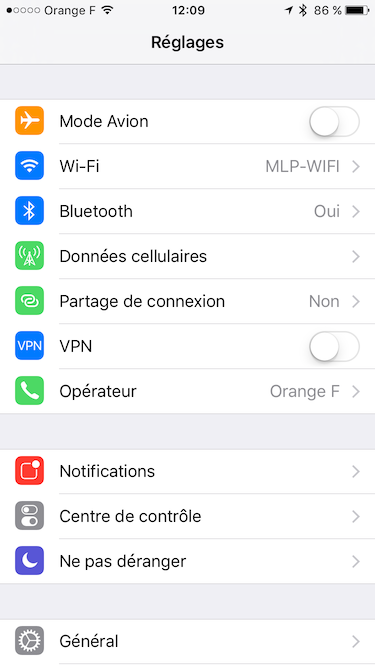 Orange F 12:09 86 %
Réglages
Mode Avion
Wi-Fi MLP-WIFI
Bluetooth Oui
Données cellulaires
Partage de connexion Non
VPN VPN
Opérateur Orange F
Notifications
Centre de contrôle
Ne pas déranger
Général